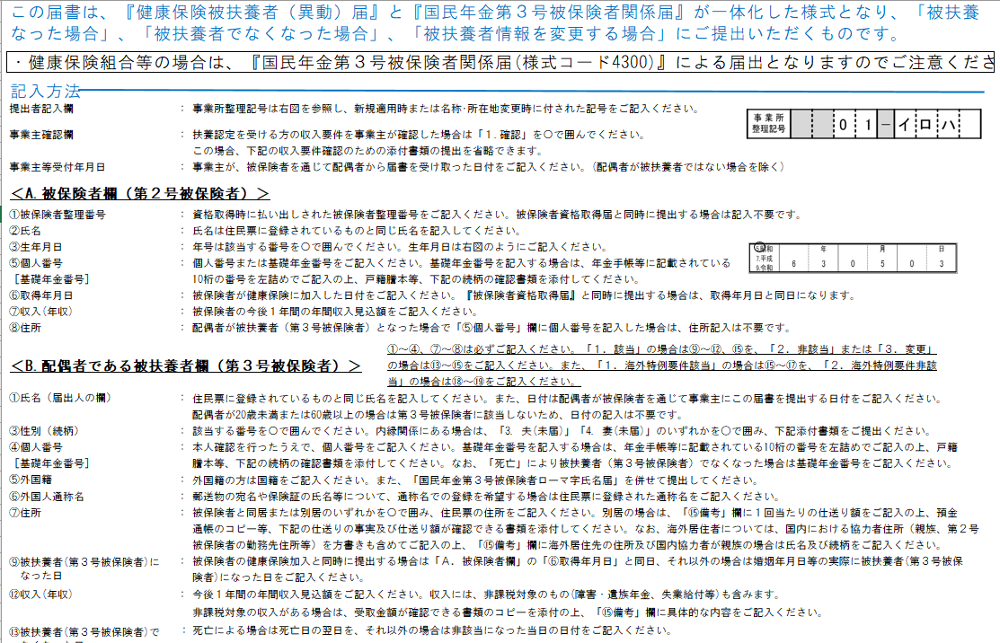 この届書は、『健康保険被扶養者（異動）届』と『国民年金第３号被保険者関係届』が一体化した様式となり、「被扶養
なった場合」、「被扶養者でなくなった場合」、「被扶養者情報を変更する場合」にご提出いただくものです。
・健康保険組合等の場合は、『国民年金第３号被保険者関係届(様式コード4300)』による届出となりますのでご注意くださ
記入方法
提出者記入欄 ： 事業所整理記号は右図を参照し、新規適用時または名称･所在地変更時に付された記号をご記入ください。
事業所整理記号 ０ １ － イ ロ ハ
事業主確認欄 ： 扶養認定を受ける方の収入要件を事業主が確認した場合は「１.確認」を○で囲んでください。
この場合、下記の収入要件確認のための添付書類の提出を省略できます。
事業主等受付年月日 ： 事業主が、被保険者を通じて配偶者から届書を受け取った日付をご記入ください。(配偶者が被扶養者ではない場合を除く)
＜A.被保険者欄（第２号被保険者）＞
①被保険者整理番号 ： 資格取得時に払い出しされた被保険者整理番号をご記入ください。被保険者資格取得届と同時に提出する場合は記入不要です。
②氏名 ： 氏名は住民票に登録されているものと同じ氏名を記入してください。
③生年月日 ： 年号は該当する番号を○で囲んでください。生年月日は右図のようにご記入ください。
5.昭和 年 月 日
7.平成 6 3 0 5 0 3
9.令和
⑤個人番号 ： 個人番号または基礎年金番号をご記入ください。基礎年金番号を記入する場合は、年金手帳等に記載されている
［基礎年金番号］ 10桁の番号を左詰めでご記入の上、戸籍謄本等、下記の続柄の確認書類を添付してください。
⑥取得年月日 ： 被保険者が健康保険に加入した日付をご記入ください。『被保険者資格取得届』と同時に提出する場合は、取得年月日と同日になります。
⑦収入(年収) ： 被保険者の今後１年間の年間収入見込額をご記入ください。
⑧住所 ： 配偶者が被扶養者（第３号被保険者）となった場合で「⑤個人番号」欄に個人番号を記入した場合は、住所記入は不要です。
＜B.配偶者である被扶養者欄（第３号被保険者）＞
①～④、⑦～⑧は必ずご記入ください。「１．該当」の場合は⑨～⑫、⑮を、「２．非該当」または「３．変更」
の場合は⑬～⑮をご記入ください。また、「１．海外特例要件該当」の場合は⑮～⑰を、「２．海外特例要件非該
当」の場合は⑱～⑲をご記入ください。
①氏名（届出人の欄） ： 住民票に登録されているものと同じ氏名を記入してください。また、日付は配偶者が被保険者を通じて事業主にこの届書を提出する日付をご記入ください。
配偶者が20歳未満または60歳以上の場合は第３号被保険者に該当しないため、日付の記入は不要です。
③性別（続柄） ： 該当する番号を○で囲んでください。内縁関係にある場合は、「3. 夫(未届)」「4. 妻(未届)」のいずれかを○で囲み、下記添付書類をご提出ください。
④個人番号 ： 本人確認を行ったうえで、個人番号をご記入ください。基礎年金番号を記入する場合は、年金手帳等に記載されている10桁の番号を左詰めでご記入の上、戸籍
［基礎年金番号］ 謄本等、下記の続柄の確認書類を添付してください。なお、「死亡」により被扶養者（第３号被保険者）でなくなった場合は基礎年金番号をご記入ください。
⑤外国籍 ： 外国籍の方は国籍をご記入ください。また、「国民年金第３号被保険者ローマ字氏名届」を併せて提出してください。
⑥外国人通称名 ： 郵送物の宛名や保険証の氏名等について、通称名での登録を希望する場合は住民票に登録された通称名をご記入ください。
⑦住所 ： 被保険者と同居または別居のいずれかを○で囲み、住民票の住所をご記入ください。別居の場合は、「⑮備考」欄に１回当たりの仕送り額をご記入の上、預金
通帳のコピー等、下記の仕送りの事実及び仕送り額が確認できる書類を添付してください。なお、海外居住者については、国内における協力者住所（親族、第２号
被保険者の勤務先住所等）を方書きも含めてご記入の上、「⑮備考」欄に海外居住先の住所及び国内協力者が親族の場合は氏名及び続柄をご記入ください。
⑨被扶養者(第３号被保険者)に ： 被保険者の健康保険加入と同時に提出する場合は「Ａ．被保険者欄」の「⑥取得年月日」と同日、それ以外の場合は婚姻年月日等の実際に被扶養者(第３号被保
なった日 険者)になった日をご記入ください。
⑫収入(年収) ： 今後１年間の年間収入見込額をご記入ください。収入には、非課税対象のもの(障害・遺族年金、失業給付等)も含みます。
非課税対象の収入がある場合は、受取金額が確認できる書類のコピーを添付の上、「⑮備考」欄に具体的な内容をご記入ください。
⑬被扶養者(第３号被保険者)で ： 死亡による場合は死亡日の翌日を、それ以外の場合は非該当になった当日の日付をご記入ください。